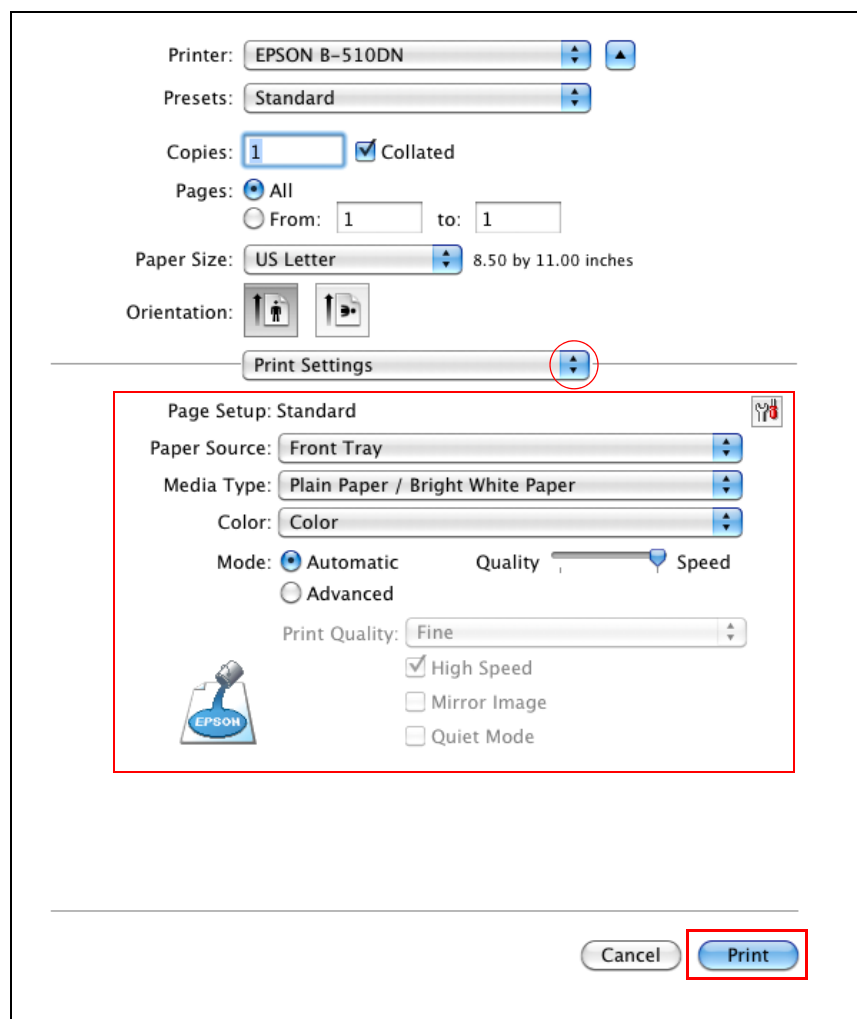 Printer: EPSON B-510DN
Presets: Standard
Copies: 1 Collated
Pages: All
From: 1 to: 1
Paper Size: US Letter 8.50 by 11.00 inches
Orientation:
Print Settings
Page Setup: Standard
Paper Source: Front Tray
Media Type: Plain Paper / Bright White Paper
Color: Color
Mode: Automatic Quality Speed
Advanced
Print Quality: Fine
High Speed
Mirror Image
EPSON
Quiet Mode
Cancel Print